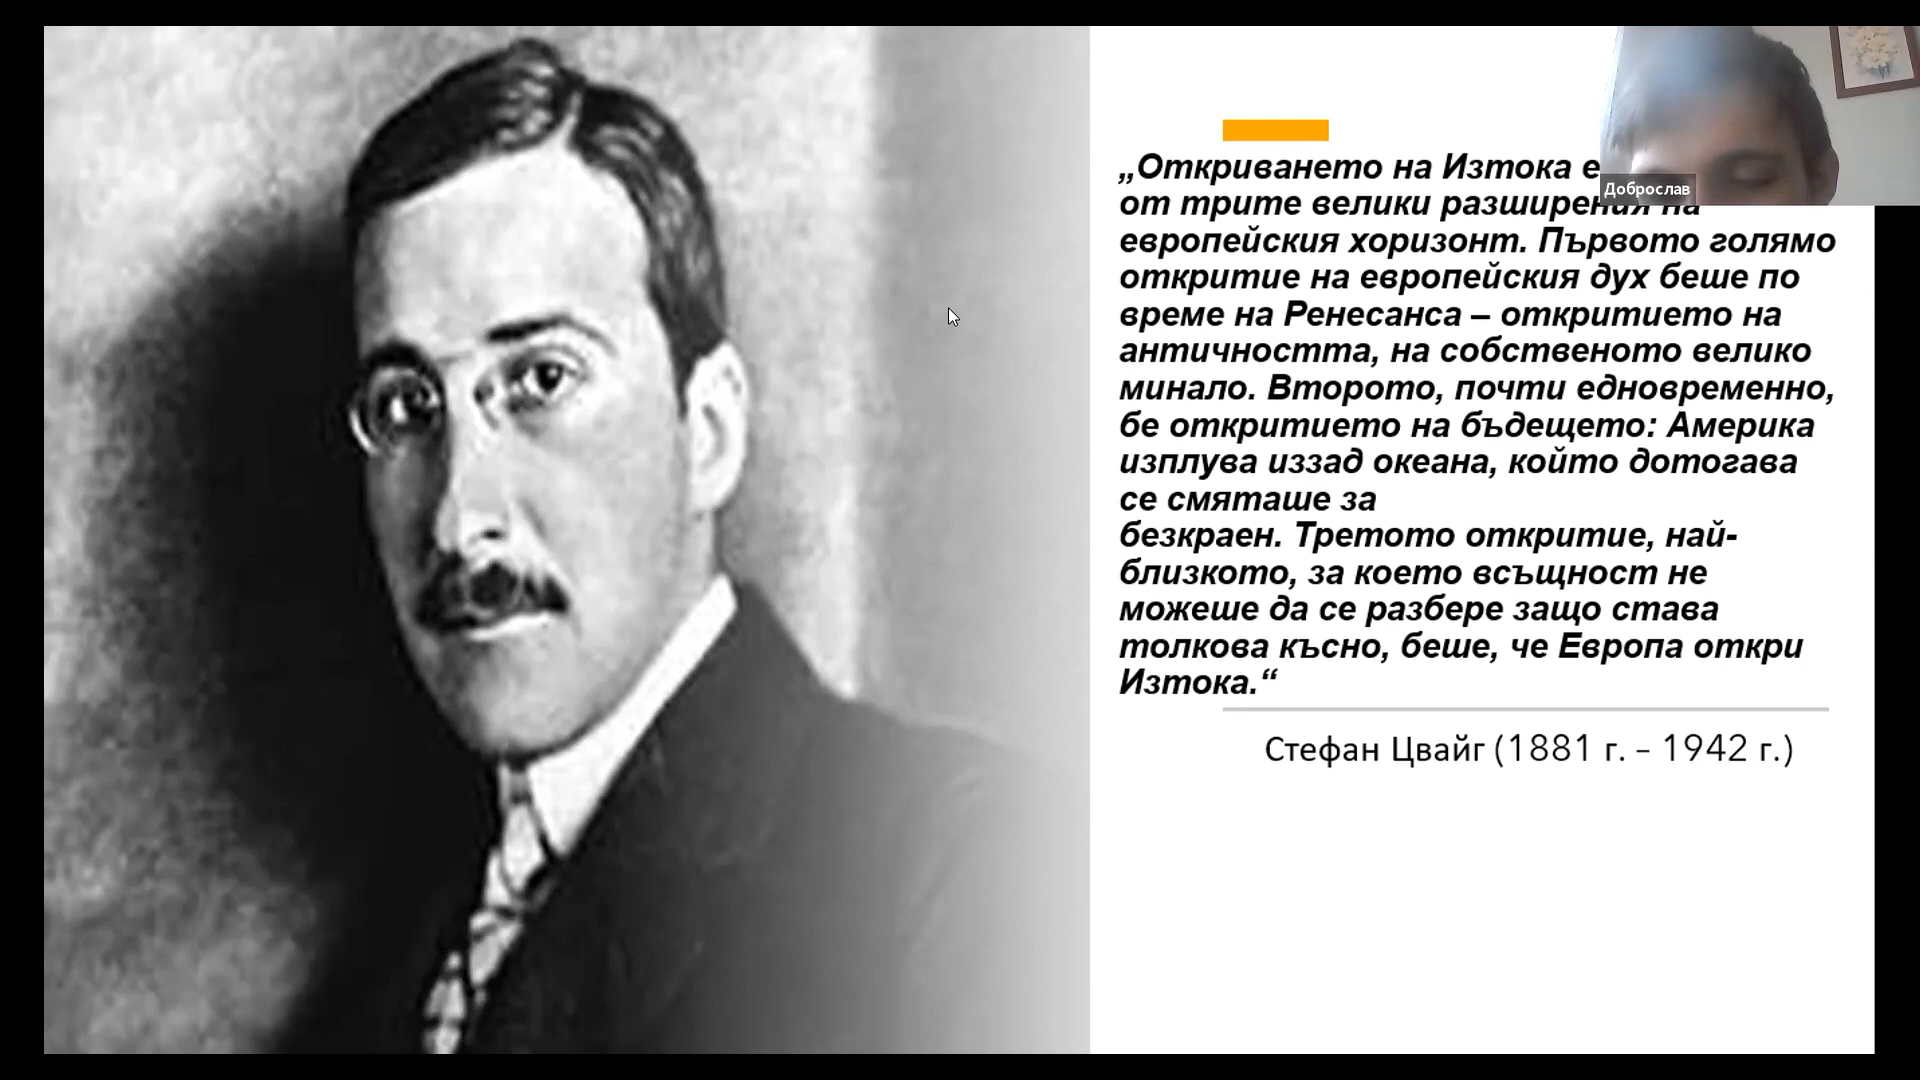 „Откриването на Изтока е
Доброслав
от трите велики разширения на
европейския хоризонт. Първото голямо
откритие на европейския дух беше по
време на Ренесанса – откритието на
античността, на собственото велико
минало. Второто, почти едновременно,
бе откритието на бъдещето: Америка
изплува иззад океана, който дотогава
се смяташе за
безкраен. Третото откритие, най-
близкото, за което всъщност не
можеше да се разбере защо става
толкова късно, беше, че Европа откри
Изтока.“
Стефан Цвайг (1881 г. – 1942 г.)